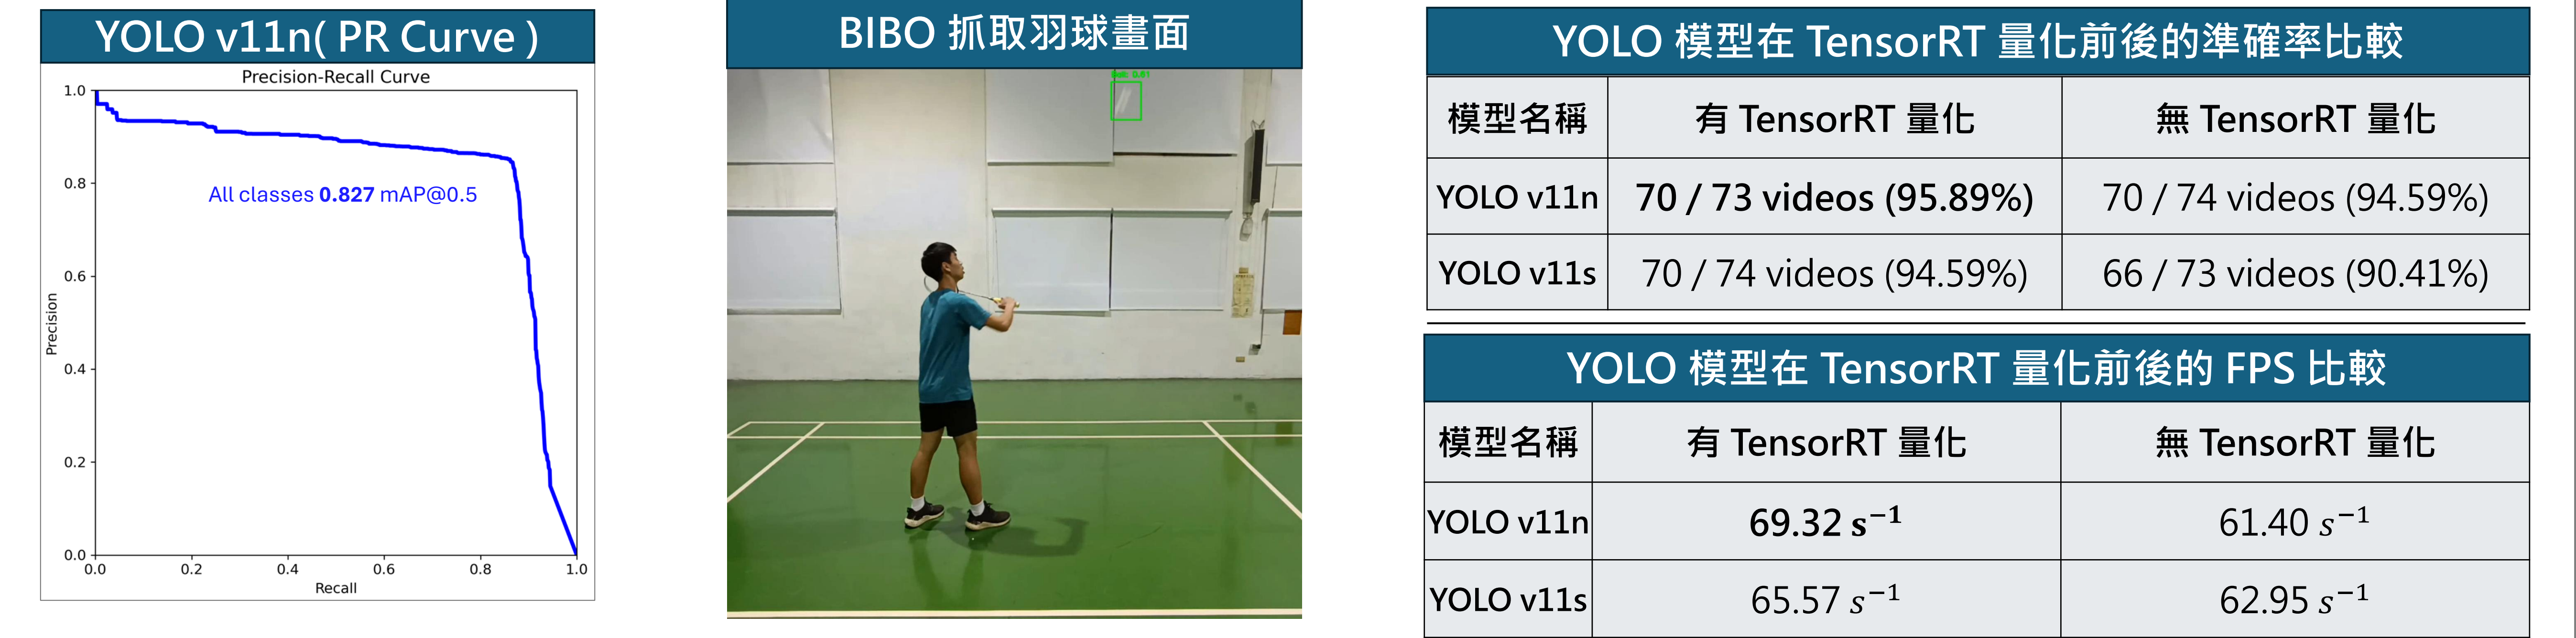 YOLO v11n( PR Curve )
Precision-Recall Curve
1.0
0.8
0.6
0.4
0.2
0.0
Precision
All classes 0.827 mAP@0.5
0.0 0.2 0.4 0.6 0.8 1.0
Recall
BIBO 抓取羽球畫面
YOLO 模型在 TensorRT 量化前後的準確率比較
模型名稱 有 TensorRT 量化 無 TensorRT 量化
YOLO v11n 70 / 73 videos (95.89%) 70 / 74 videos (94.59%)
YOLO v11s 70 / 74 videos (94.59%) 66 / 73 videos (90.41%)
YOLO 模型在 TensorRT 量化前後的 FPS 比較
模型名稱 有 TensorRT 量化 無 TensorRT 量化
YOLO v11n 69.32 s⁻¹ 61.40 s⁻¹
YOLO v11s 65.57 s⁻¹ 62.95 s⁻¹